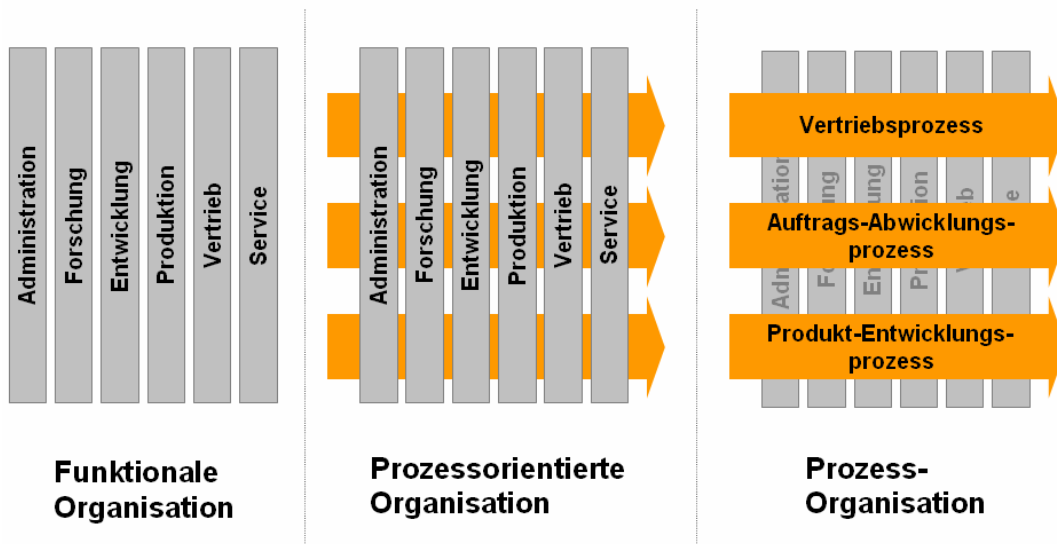 Administration
Forschung
Entwicklung
Produktion
Vertrieb
Service
Funktionale
Organisation
Administration
Forschung
Entwicklung
Produktion
Vertrieb
Service
Prozessorientierte
Organisation
Vertriebsprozess
Auftrags-Abwicklungs-
prozess
Produkt-Entwicklungs-
prozess
Prozess-
Organisation